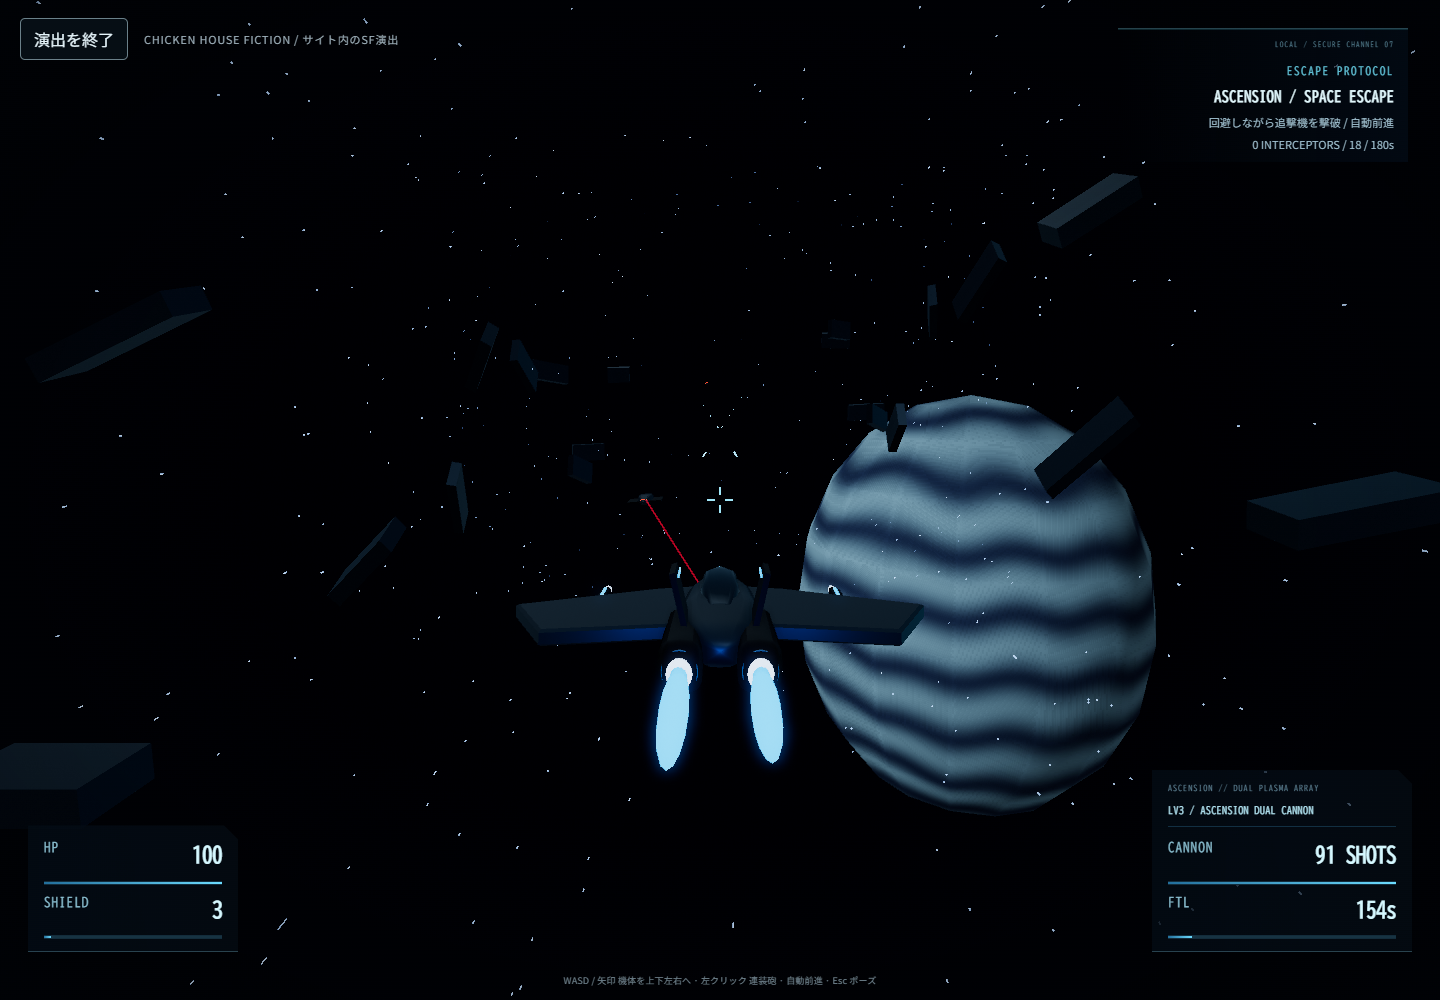 演出を終了
CHICKEN HOUSE FICTION / サイト内のSF演出
LOCAL / SECURE CHANNEL 07
ESCAPE PROTOCOL
ASCENSION / SPACE ESCAPE
回避しながら追撃機を撃破 / 自動前進
0 INTERCEPTORS / 18 / 180s
HP
100
SHIELD
3
ASCENSION // DUAL PLASMA ARRAY
LV3 / ASCENSION DUAL CANNON
CANNON
91 SHOTS
FTL
154s
WASD / 矢印 機体を上下左右へ · 左クリック 連装砲 · 自動前進 · Esc ポーズ